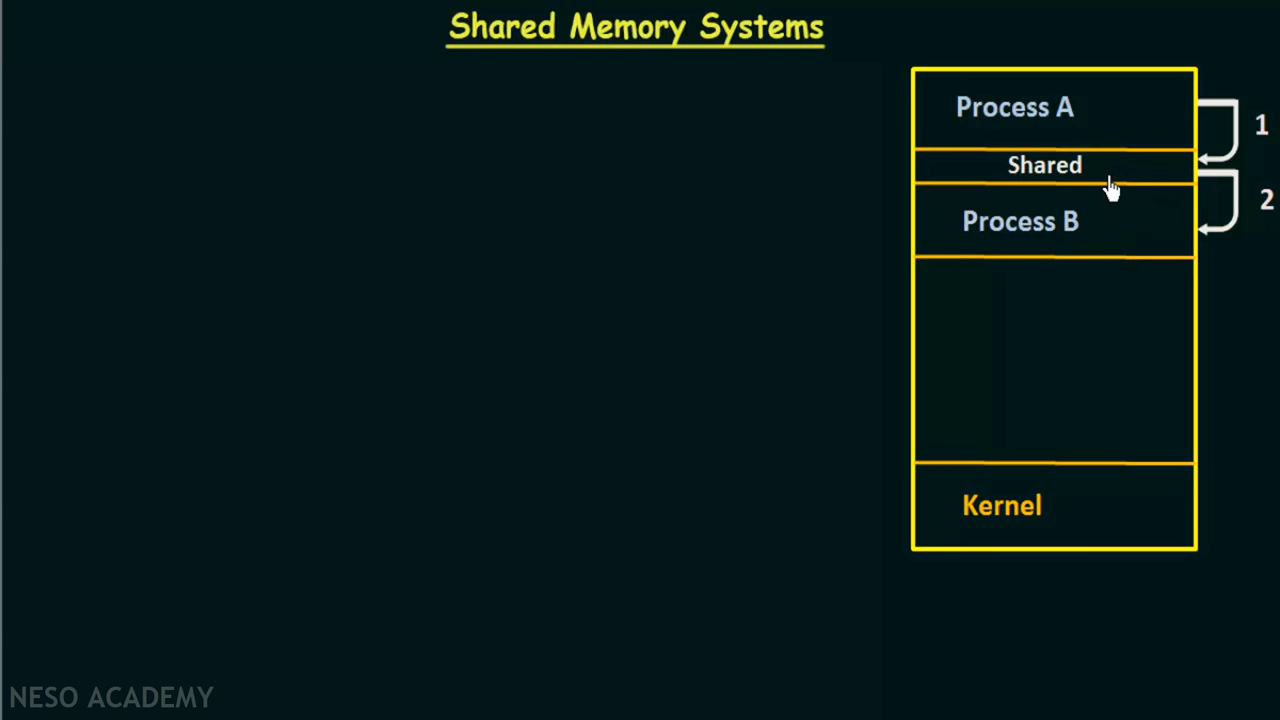 Shared Memory Systems
Process A
1
Shared
2
Process B
Kernel
NESO ACADEMY